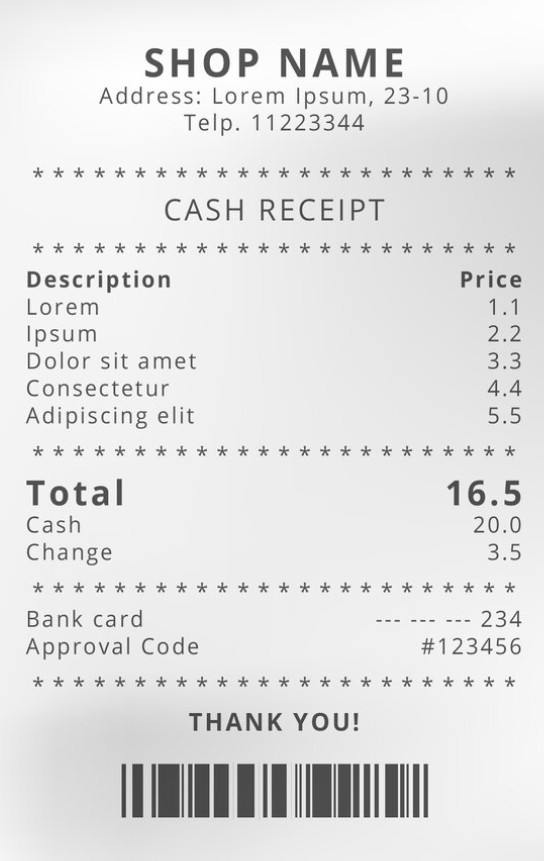 SHOP NAME
Address: Lorem Ipsum, 23-10
Telp. 11223344
* * * * * * * * * * * * * * * * * * * * * * * *
CASH RECEIPT
* * * * * * * * * * * * * * * * * * * * * * * *
Description Price
Lorem 1.1
Ipsum 2.2
Dolor sit amet 3.3
Consectetur 4.4
Adipiscing elit 5.5
* * * * * * * * * * * * * * * * * * * * * * * *
Total 16.5
Cash 20.0
Change 3.5
* * * * * * * * * * * * * * * * * * * * * * * *
Bank card --- --- --- 234
Approval Code #123456
* * * * * * * * * * * * * * * * * * * * * * * *
THANK YOU!